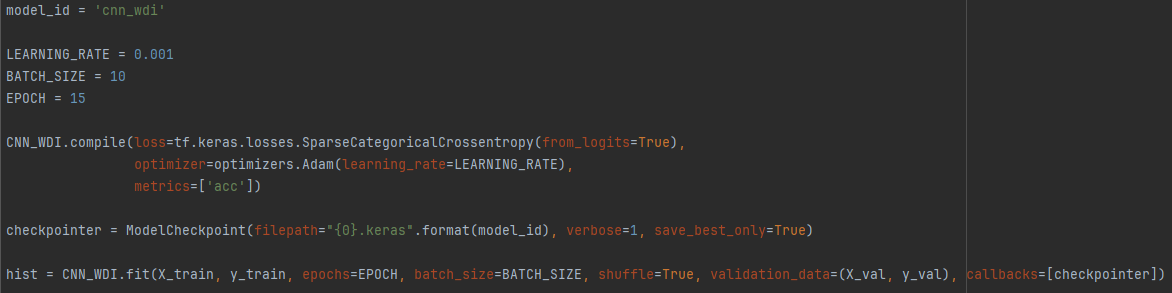 model_id = 'cnn_wdi'
LEARNING_RATE = 0.001
BATCH_SIZE = 10
EPOCH = 15
CNN_WDI.compile(loss=tf.keras.losses.SparseCategoricalCrossentropy(from_logits=True),
optimizer=optimizers.Adam(learning_rate=LEARNING_RATE),
metrics=['acc'])
checkpointer = ModelCheckpoint(filepath="{0}.keras".format(model_id), verbose=1, save_best_only=True)
hist = CNN_WDI.fit(X_train, y_train, epochs=EPOCH, batch_size=BATCH_SIZE, shuffle=True, validation_data=(X_val, y_val), callbacks=[checkpointer])